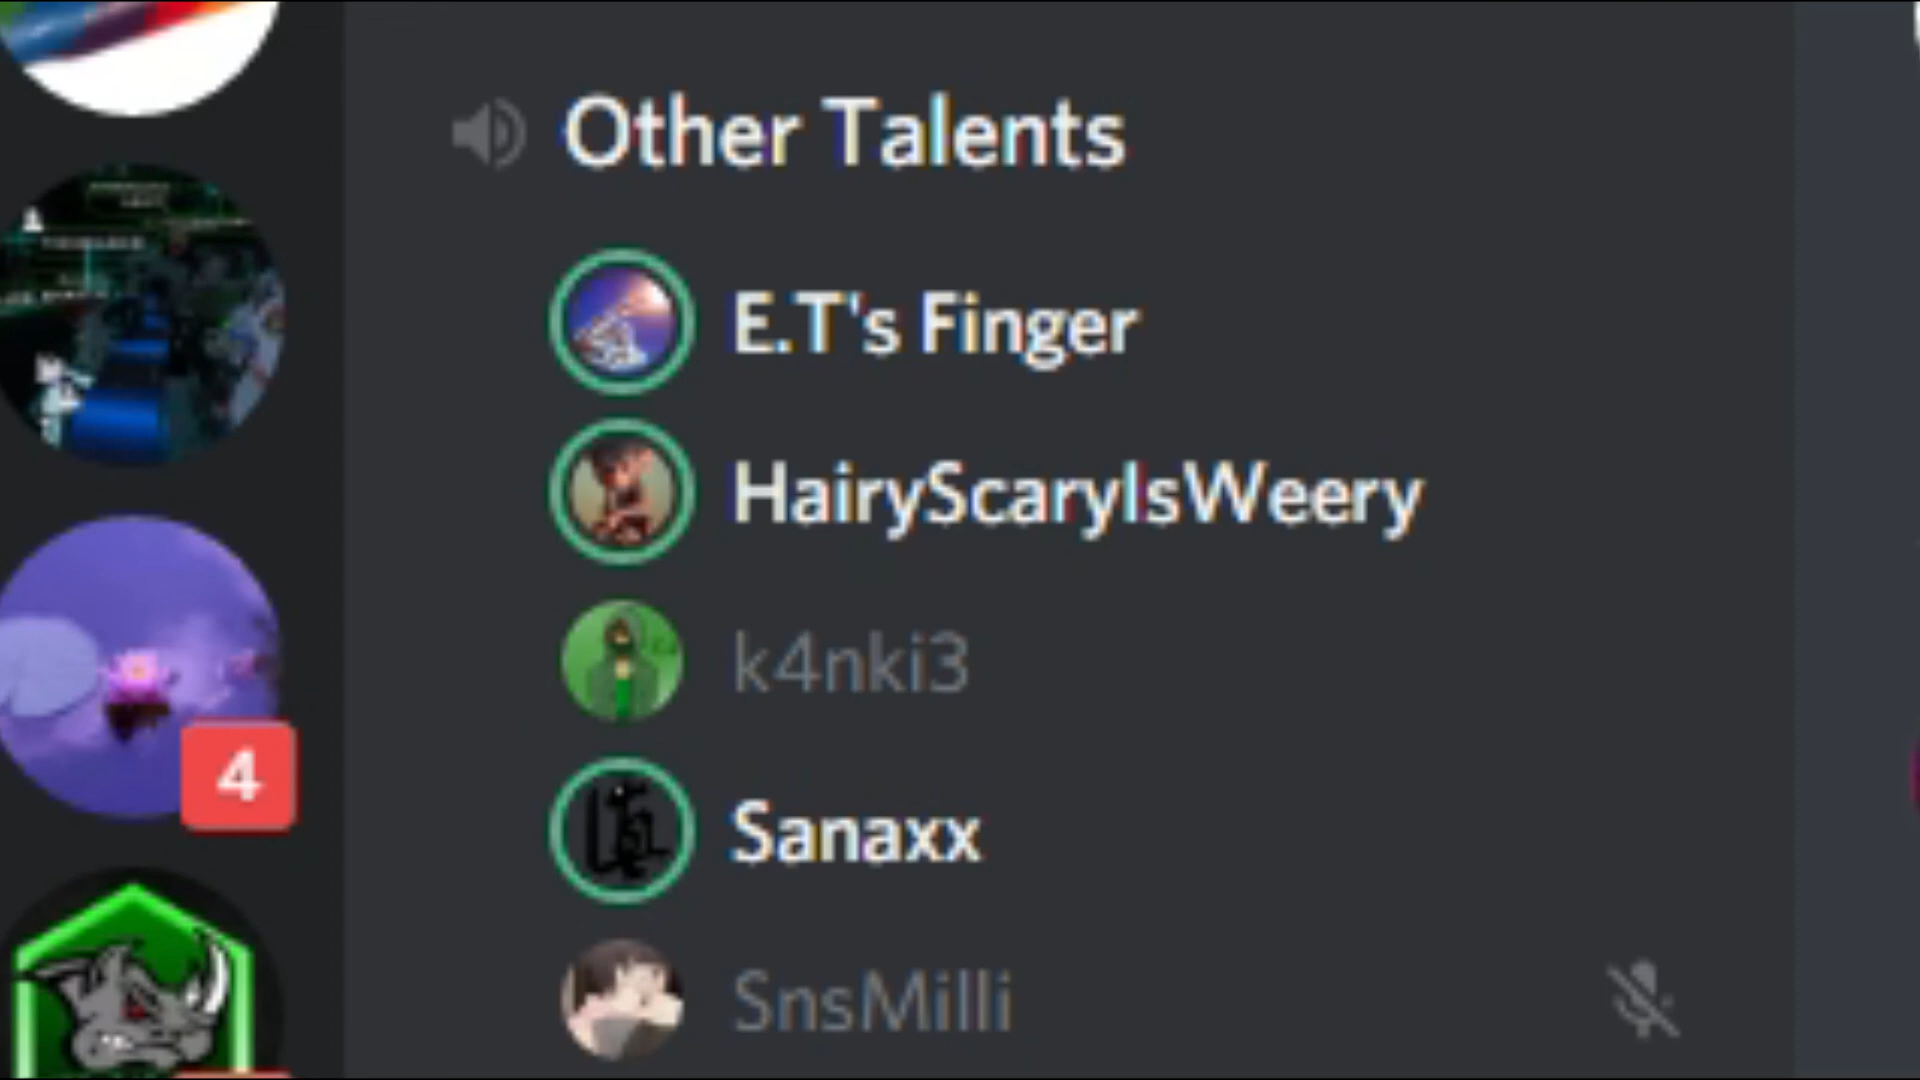 Other Talents
E.T's Finger
HairyScaryIsWeery
k4nki3
Sanaxx
4
SnsMilli